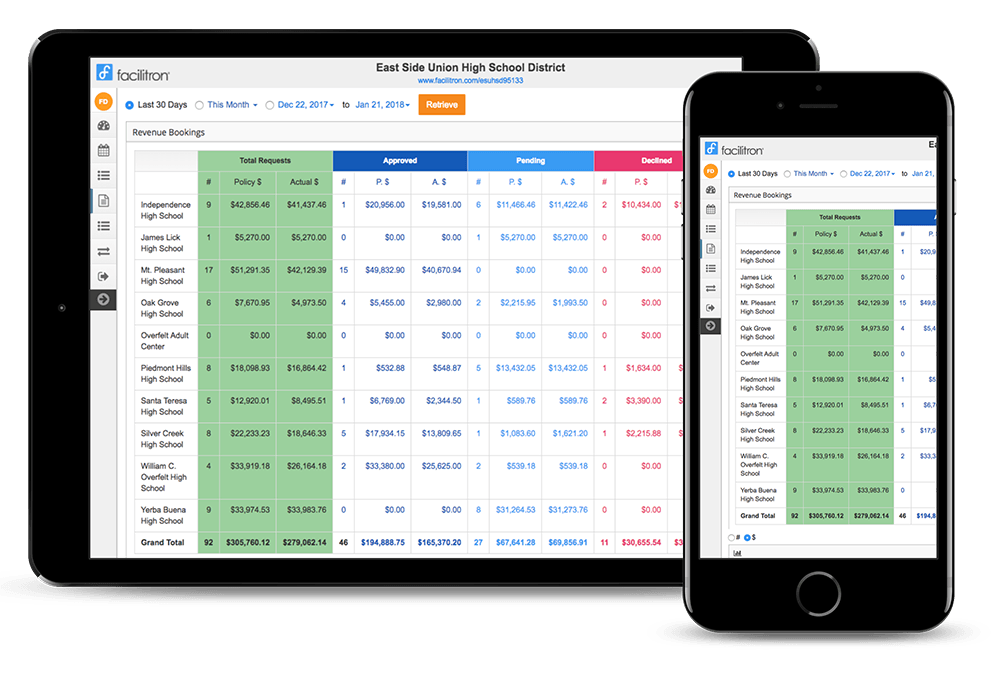 facilitron
East Side Union High School District
www.facilitron.com/esuhsd95133
FD
Last 30 Days This Month Dec 22, 2017 to Jan 21, 2018 Retrieve
Revenue Bookings
Total Requests Approved Pending Declined
# Policy $ Actual $ # P. $ A. $ # P. $ A. $ # P. $
Independence 9 $42,856.46 $41,437.46 1 $20,956.00 $19,581.00 6 $11,466.46 $11,422.46 2 $10,434.00 $1
High School
James Lick 1 $5,270.00 $5,270.00 0 $0.00 $0.00 1 $5,270.00 $5,270.00 0 $0.00
High School
Mt. Pleasant 17 $51,291.35 $42,129.39 15 $49,832.90 $40,670.94 0 $0.00 $0.00 0 $0.00
High School
Oak Grove 6 $7,670.95 $4,973.50 4 $5,455.00 $2,980.00 2 $2,215.95 $1,993.50 0 $0.00
High School
Overfelt Adult 0 $0.00 $0.00 0 $0.00 $0.00 0 $0.00 $0.00 0 $0.00
Center
Piedmont Hills 8 $18,098.93 $16,864.42 1 $532.88 $548.87 5 $13,432.05 $13,432.05 1 $1,634.00 $
High School
Santa Teresa 5 $12,920.01 $8,495.51 1 $6,769.00 $2,344.50 1 $589.76 $589.76 2 $3,390.00 $
High School
Silver Creek 8 $22,233.23 $18,646.33 5 $17,934.15 $13,809.65 1 $1,083.60 $1,621.20 1 $2,215.88 $
High School
William C. 4 $33,919.18 $26,164.18 2 $33,380.00 $25,625.00 2 $539.18 $539.18 0 $0.00
Overfelt High
School
Yerba Buena 9 $33,974.53 $33,983.76 0 $0.00 $0.00 8 $31,264.53 $31,273.76 0 $0.00
High School
Grand Total 92 $305,760.12 $279,062.14 46 $194,888.75 $165,370.20 27 $67,641.28 $69,856.91 11 $30,655.54 $3
facilitron E
FD
Last 30 Days This Month Dec 22, 2017 to Jan 21,
Revenue Bookings
Total Requests A
# Policy $ Actual $ # P. $
Independence 9 $42,856.46 $41,437.46 1 $20,9
High School
James Lick 1 $5,270.00 $5,270.00 0
High School
Mt. Pleasant 17 $51,291.35 $42,129.39 15 $49,8
High School
Oak Grove 6 $7,670.95 $4,973.50 4 $5,4
High School
Overfelt Adult 0 $0.00 $0.00 0
Center
Piedmont Hills 8 $18,098.93 $16,864.42 1 $5
High School
Santa Teresa 5 $12,920.01 $8,495.51 1 $6,7
High School
Silver Creek 8 $22,233.23 $18,646.33 5 $17,9
High School
William C. 4 $33,919.18 $26,164.18 2 $33,3
Overfelt High
School
Yerba Buena 9 $33,974.53 $33,983.76 0
High School
Grand Total 92 $305,760.12 $279,062.14 46 $194,8
# $